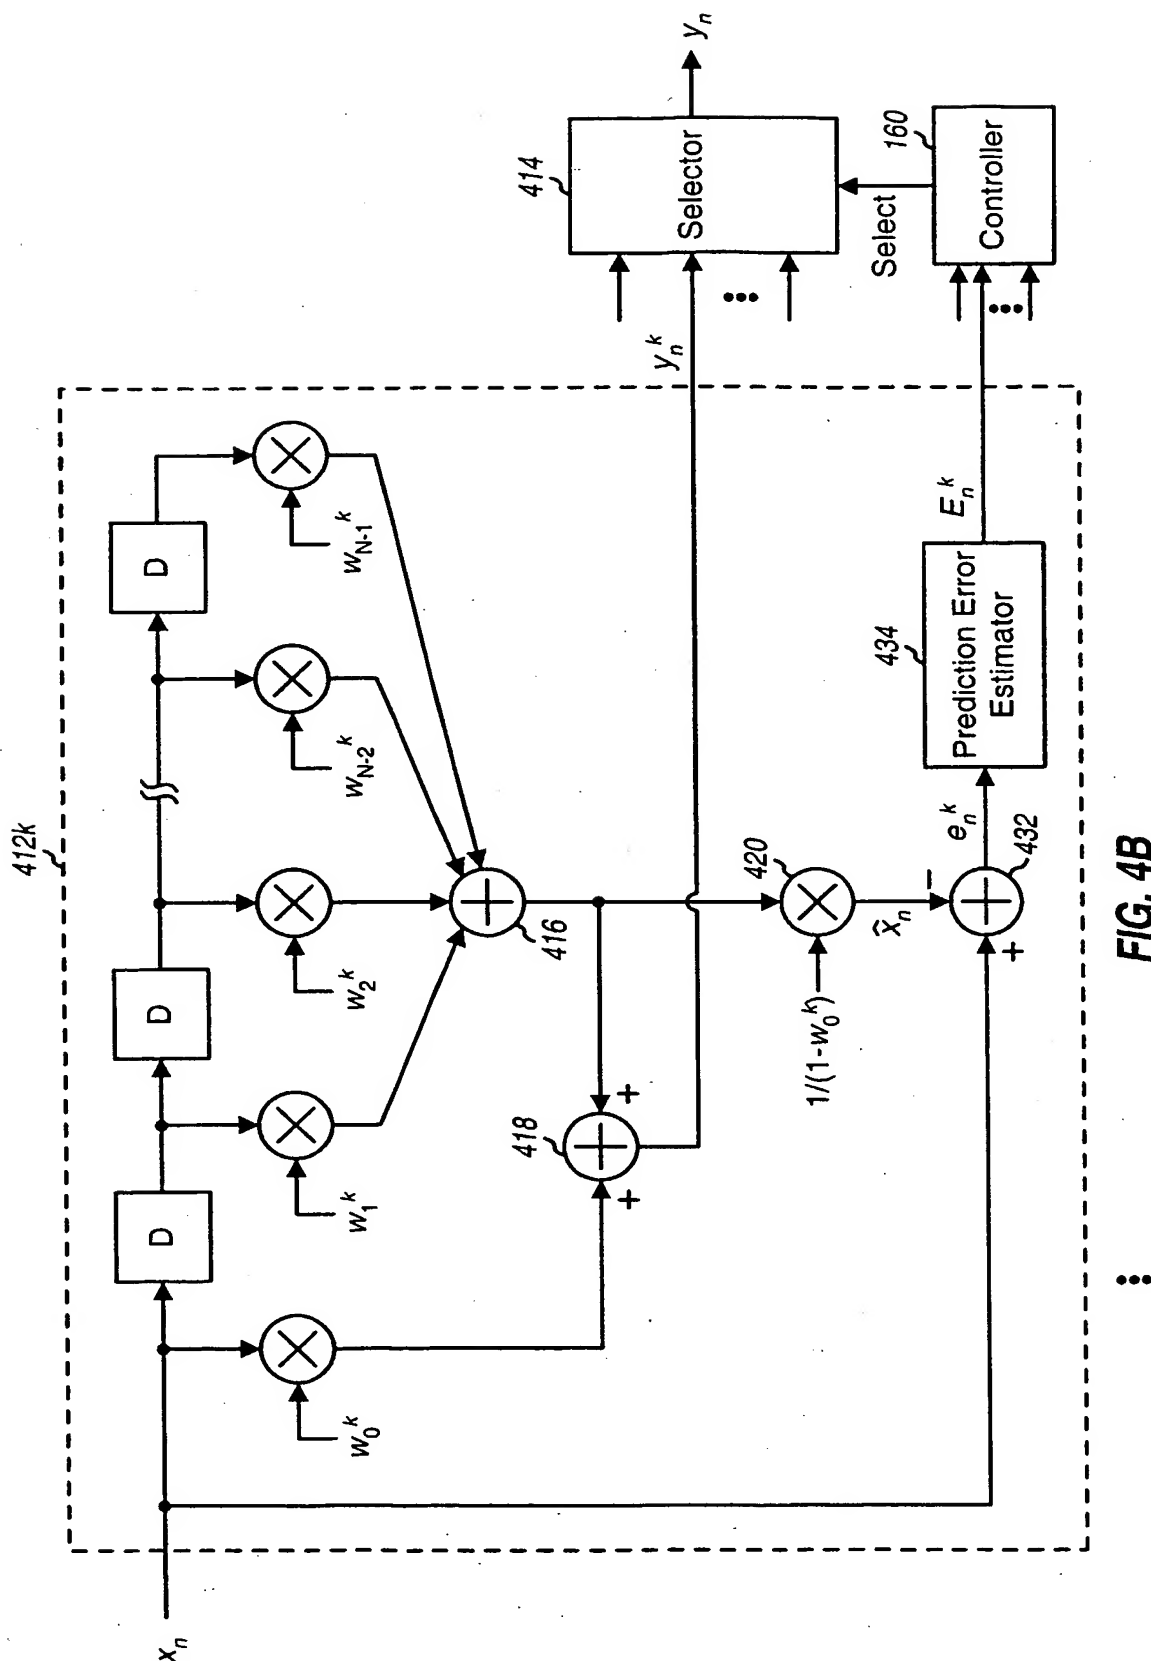 412k
x_n
D
D
D
w_0^k
w_1^k
w_2^k
w_{N-2}^k
w_{N-1}^k
416
418
+
+
y_n^k
414
Selector
y_n
Select
160
Controller
420
1/(1-w_0^k)
x̂_n
−
+
432
e_n^k
434
Prediction Error
Estimator
E_n^k
FIG. 4B